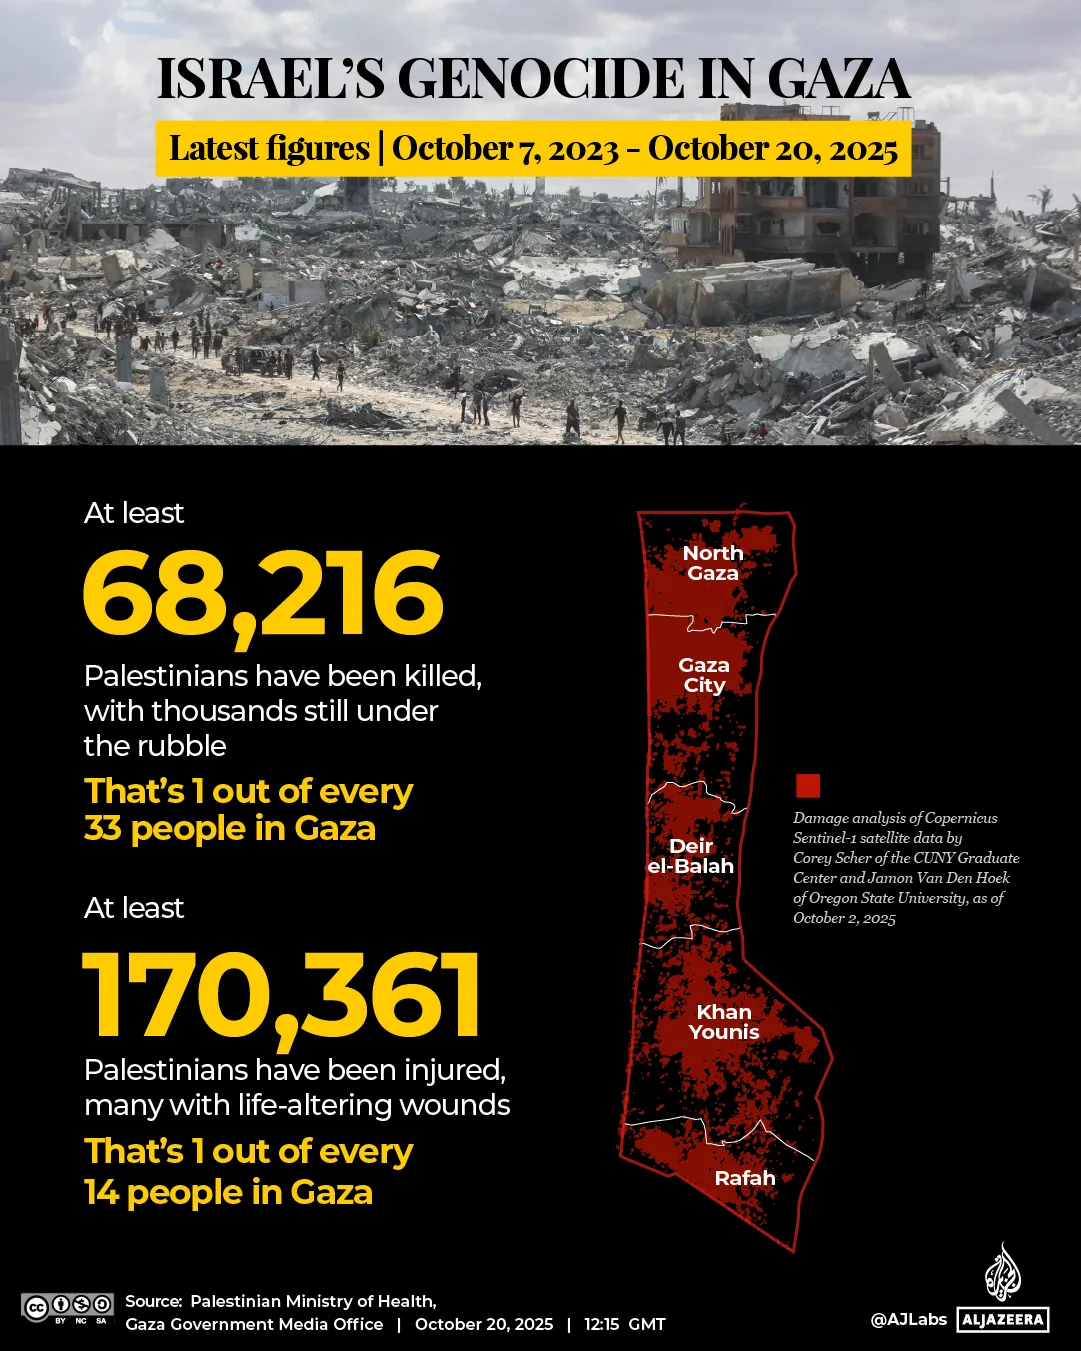 ISRAEL'S GENOCIDE IN GAZA
Latest figures | October 7, 2023 - October 20, 2025
At least
68,216
Palestinians have been killed,
with thousands still under
the rubble
That's 1 out of every
33 people in Gaza
At least
170,361
Palestinians have been injured,
many with life-altering wounds
That's 1 out of every
14 people in Gaza
North
Gaza
Gaza
City
Deir
el-Balah
Khan
Younis
Rafah
Damage analysis of Copernicus
Sentinel-1 satellite data by
Corey Scher of the CUNY Graduate
Center and Jamon Van Den Hoek
of Oregon State University, as of
October 2, 2025
cc BY NC SA
Source: Palestinian Ministry of Health,
Gaza Government Media Office | October 20, 2025 | 12:15 GMT
@AJLabs
ALJAZEERA